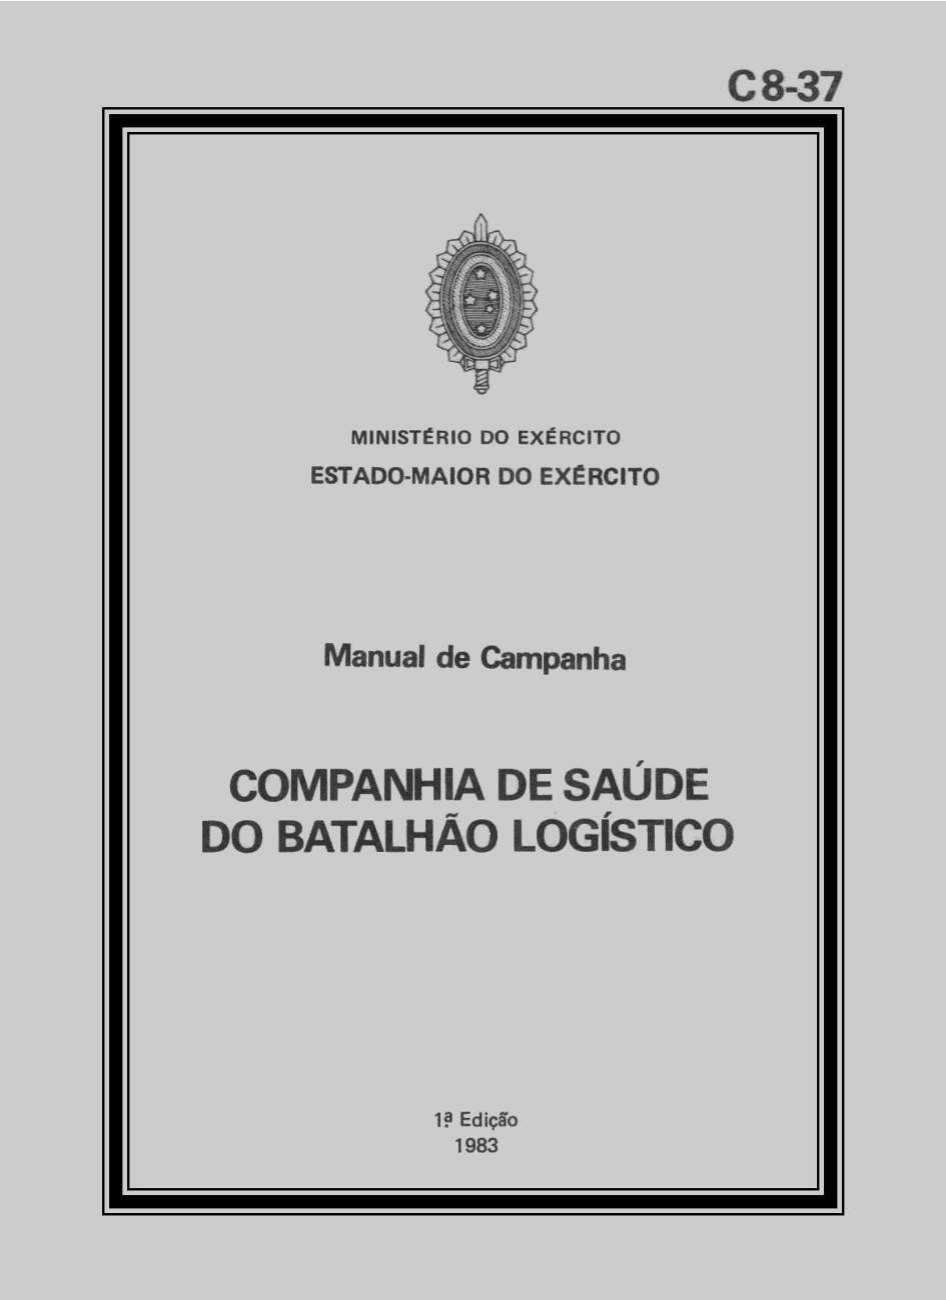 C 8-37
MINISTÉRIO DO EXÉRCITO
ESTADO-MAIOR DO EXÉRCITO
Manual de Campanha
COMPANHIA DE SAÚDE
DO BATALHÃO LOGÍSTICO
1ª Edição
1983